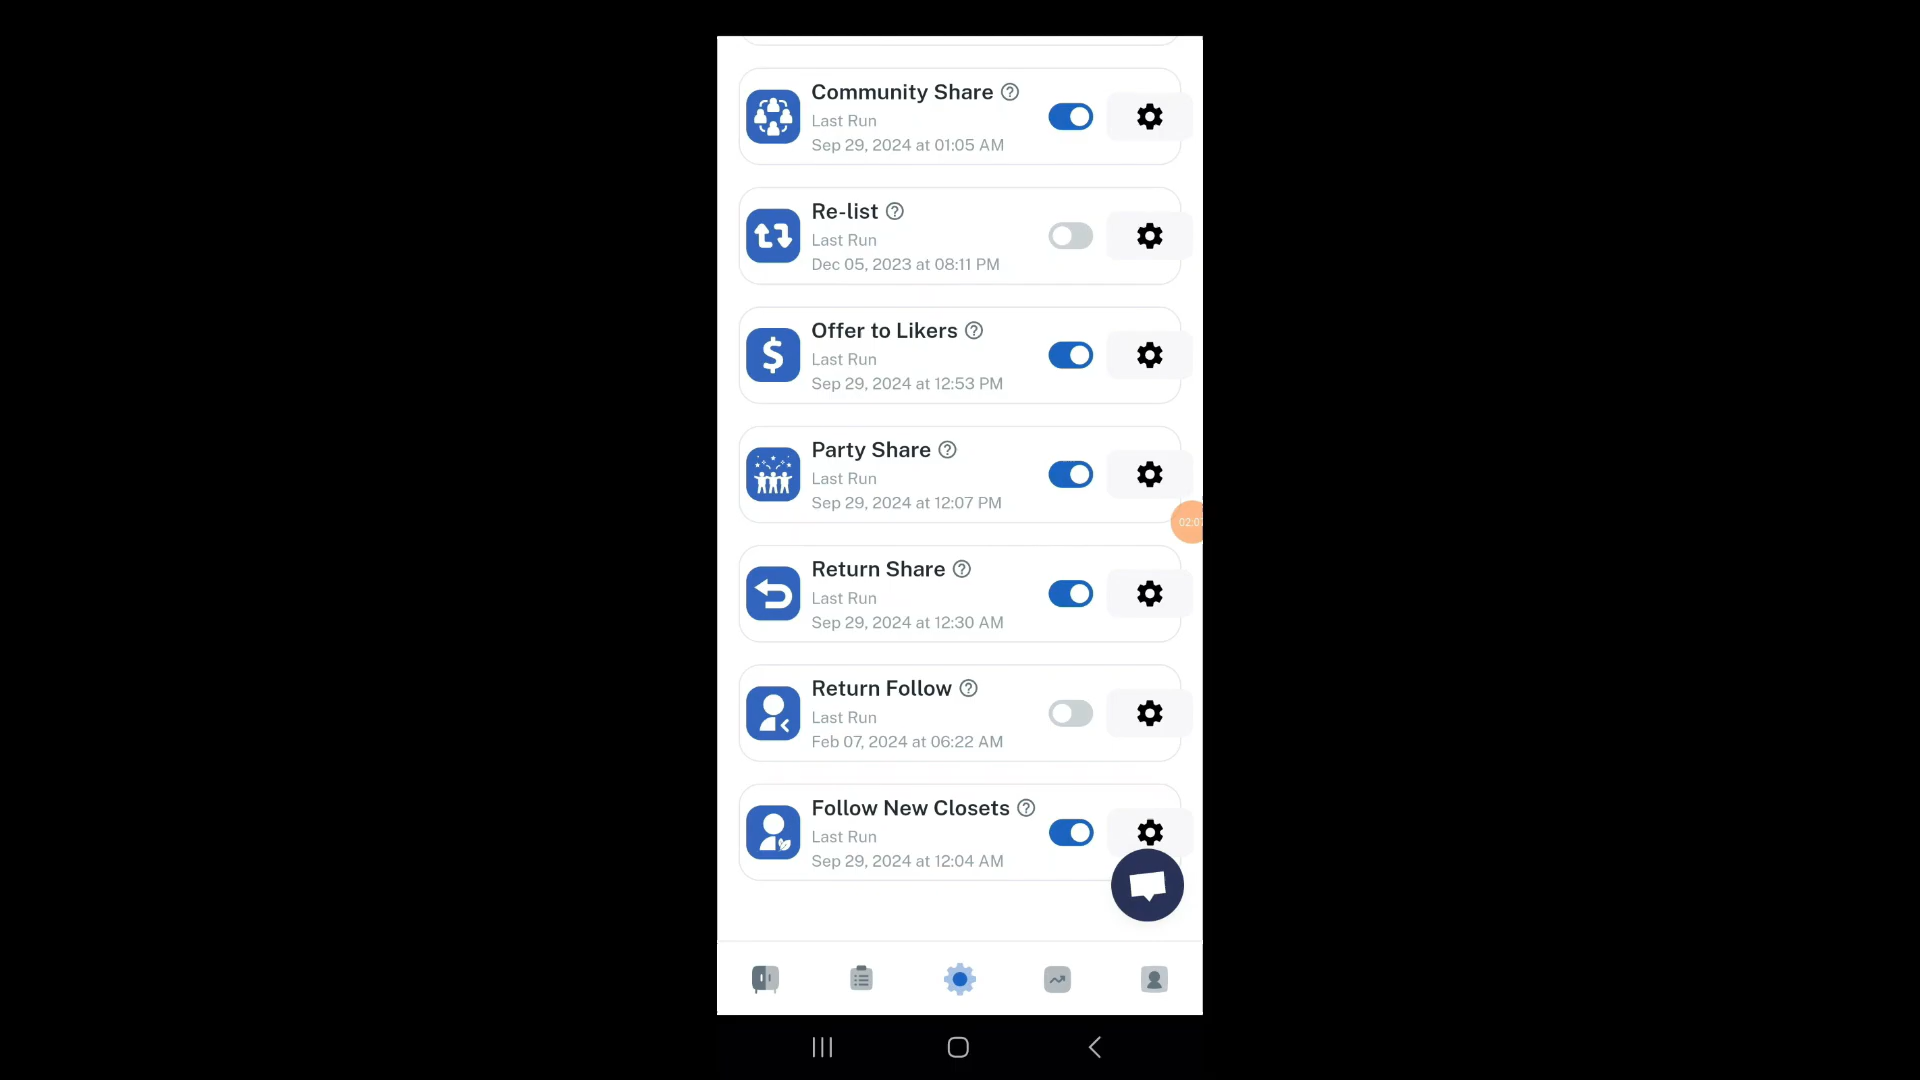 Community Share
Last Run
Sep 29, 2024 at 01:05 AM
Re-list
Last Run
Dec 05, 2023 at 08:11 PM
Offer to Likers
Last Run
Sep 29, 2024 at 12:53 PM
Party Share
Last Run
Sep 29, 2024 at 12:07 PM
Return Share
Last Run
Sep 29, 2024 at 12:30 AM
Return Follow
Last Run
Feb 07, 2024 at 06:22 AM
Follow New Closets
Last Run
Sep 29, 2024 at 12:04 AM